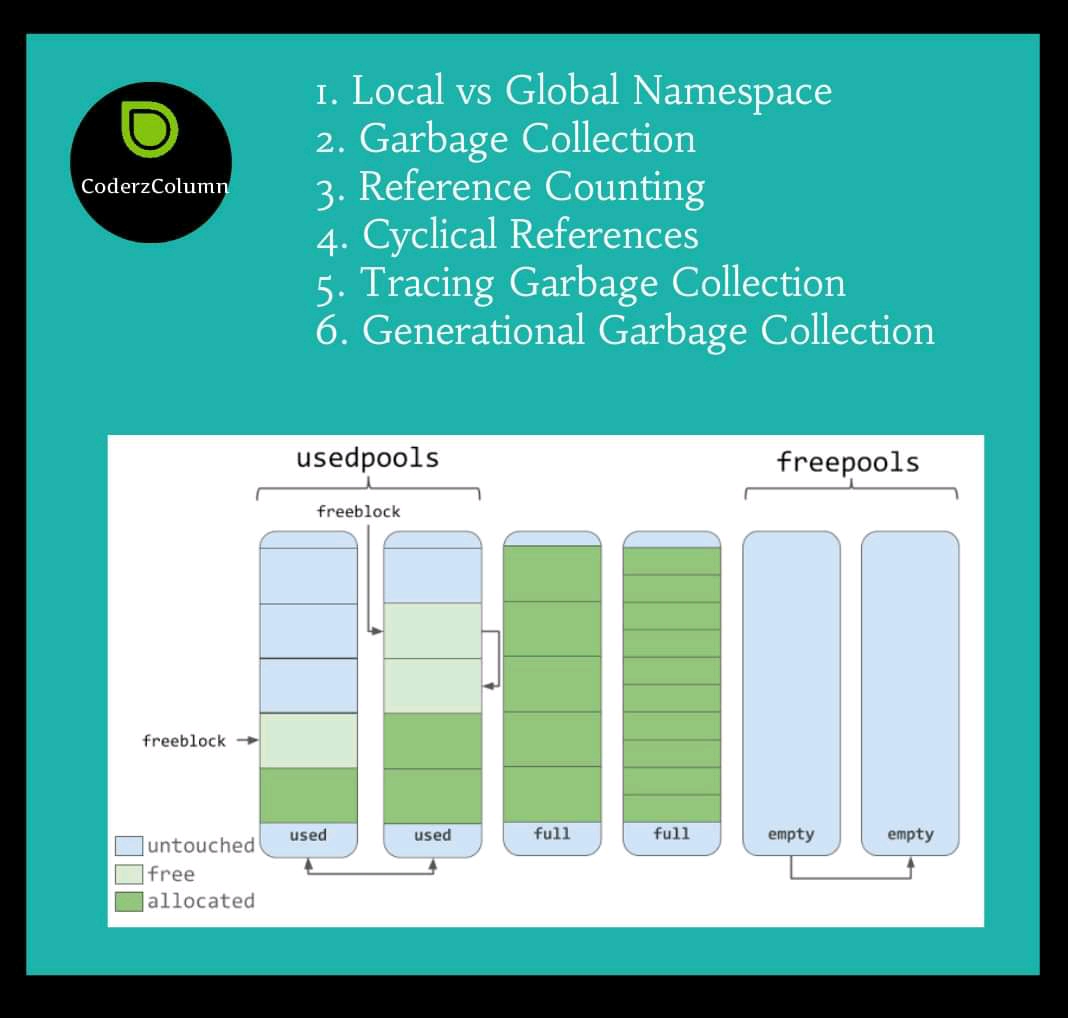 CoderzColumn
1. Local vs Global Namespace
2. Garbage Collection
3. Reference Counting
4. Cyclical References
5. Tracing Garbage Collection
6. Generational Garbage Collection
usedpools
freepools
freeblock
freeblock
used
used
full
full
empty
empty
untouched
free
allocated